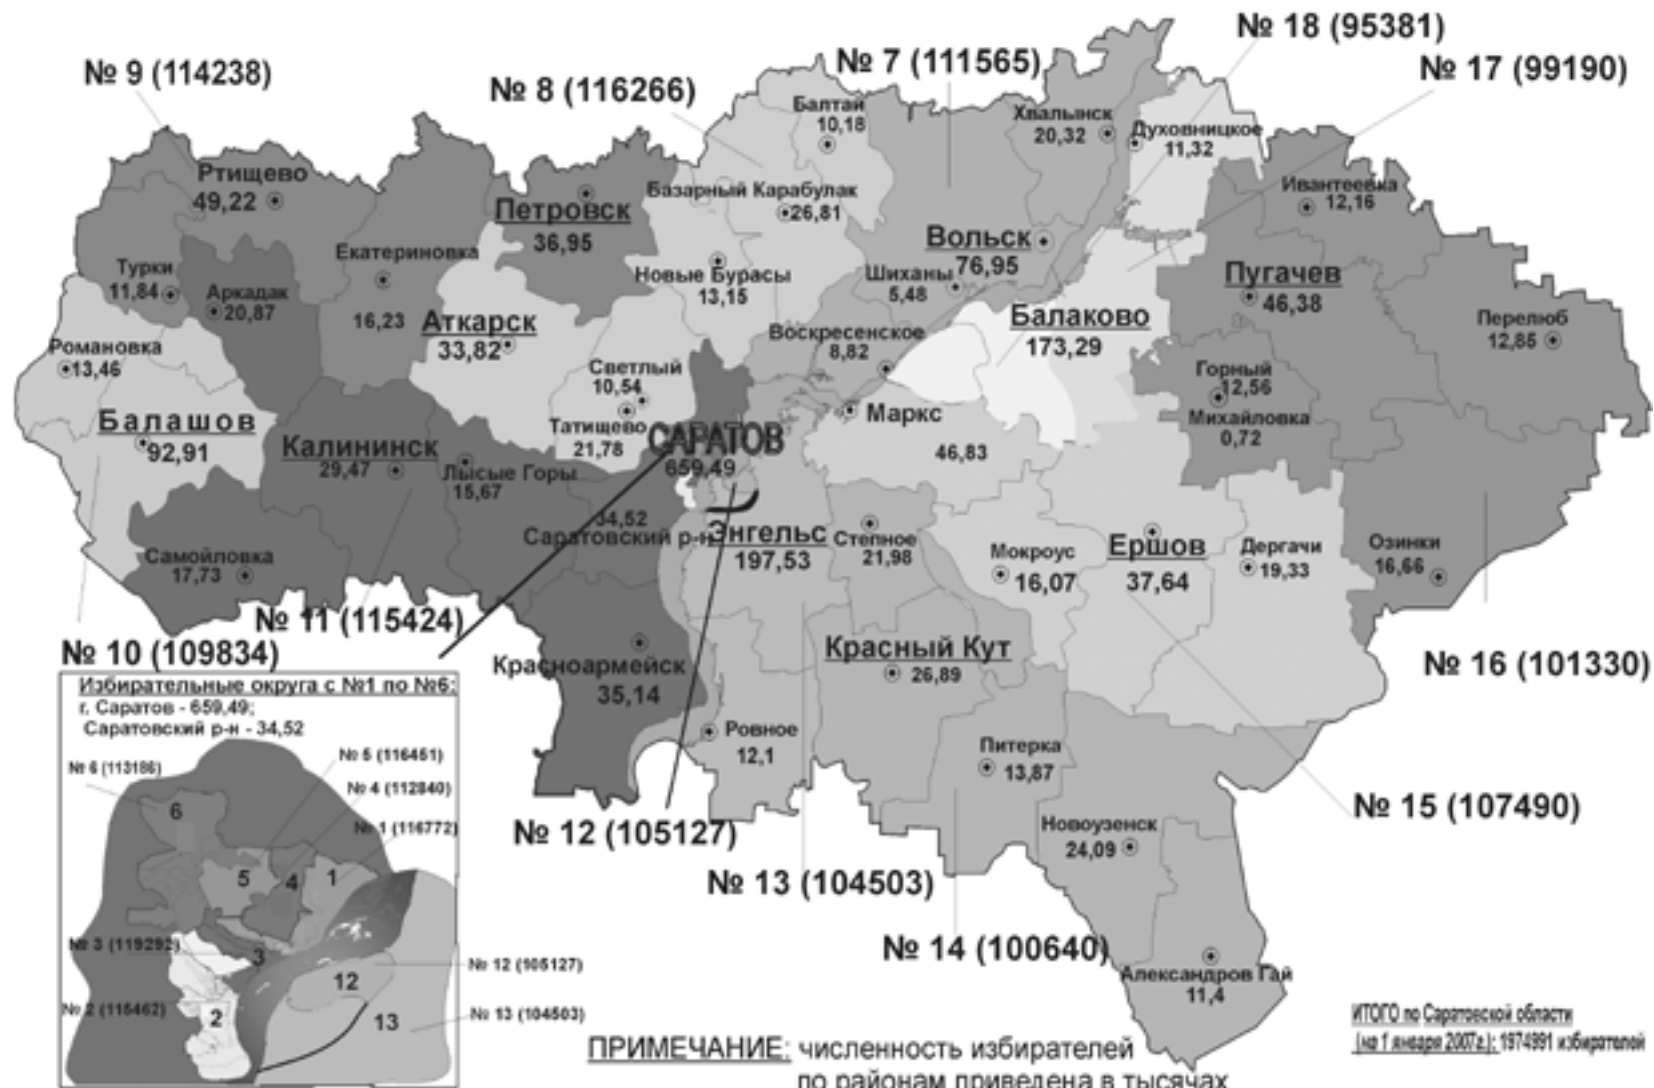 № 18 (95381)
№ 7 (111565)
№ 17 (99190)
№ 9 (114238)
№ 8 (116266)
Балтай
10,18
Хвалынск
20,32
Духовницкое
11,32
Ртищево
49,22
Петровск
36,95
Базарный Карабулак
26,81
Ивантеевка
12,16
Екатериновка
16,23
Вольск
76,95
Турки
11,84
Аркадак
20,87
Новые Бурасы
13,15
Шиханы
5,48
Пугачев
46,38
Аткарск
33,82
Балаково
173,29
Перелюб
12,85
Воскресенское
8,82
Романовка
13,46
Светлый
10,54
Горный
12,56
Михайловка
0,72
Балашов
92,91
Татищево
21,78
Маркс
46,83
САРАТОВ
659,49
Калининск
29,47
Лысые Горы
15,67
34,52
Саратовский р-н
Энгельс
197,53
Степное
21,98
Мокроус
16,07
Ершов
37,64
Дергачи
19,33
Озинки
16,66
Самойловка
17,73
№ 11 (115424)
№ 10 (109834)
Красноармейск
35,14
Красный Кут
26,89
№ 16 (101330)
Ровное
12,1
Питерка
13,87
№ 15 (107490)
№ 12 (105127)
Новоузенск
24,09
№ 13 (104503)
№ 14 (100640)
Александров Гай
11,4
Избирательные округа с №1 по №6:
г. Саратов - 659,49;
Саратовский р-н - 34,52
№ 5 (116451)
№ 6 (113186)
№ 4 (112840)
№ 1 (116772)
6
5
4
1
№ 3 (119292)
3
№ 12 (105127)
12
№ 2 (115462)
2
13
№ 13 (104503)
ПРИМЕЧАНИЕ: численность избирателей
по районам приведена в тысячах
ИТОГО по Саратовской области
(на 1 января 2007г.): 1974991 избирателей